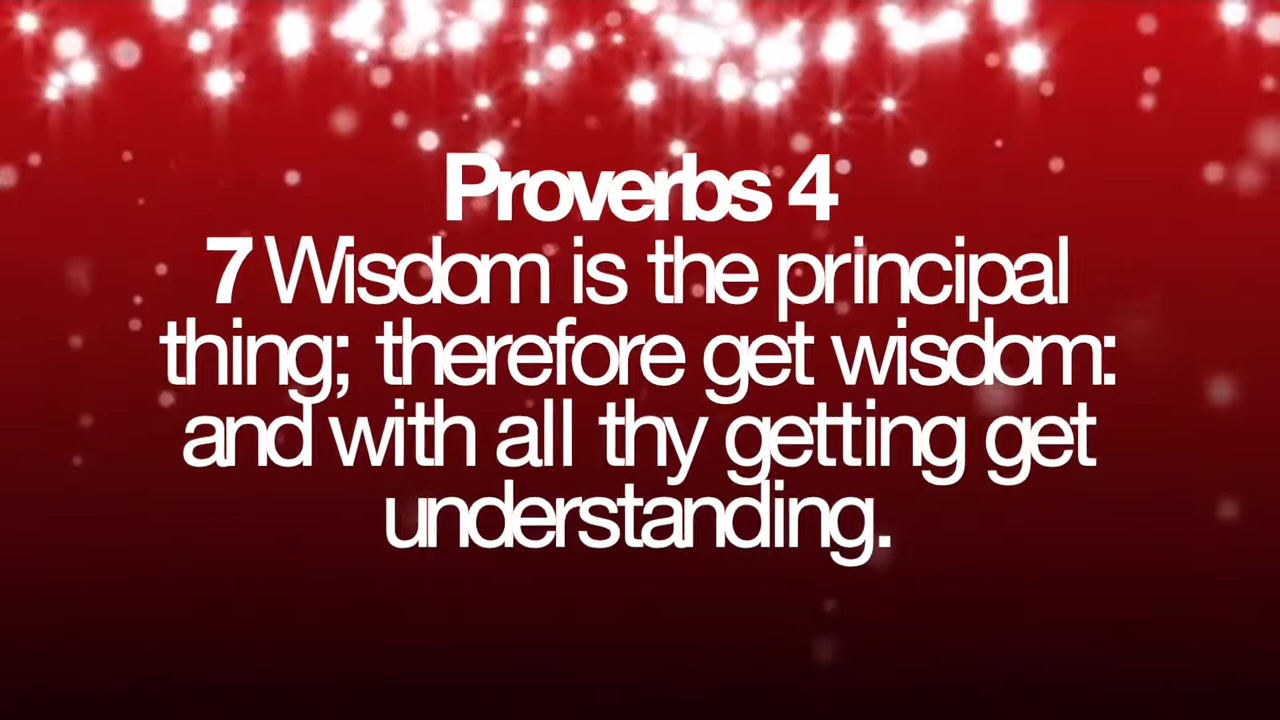 Proverbs 4
7 Wisdom is the principal
thing; therefore get wisdom:
and with all thy getting get
understanding.